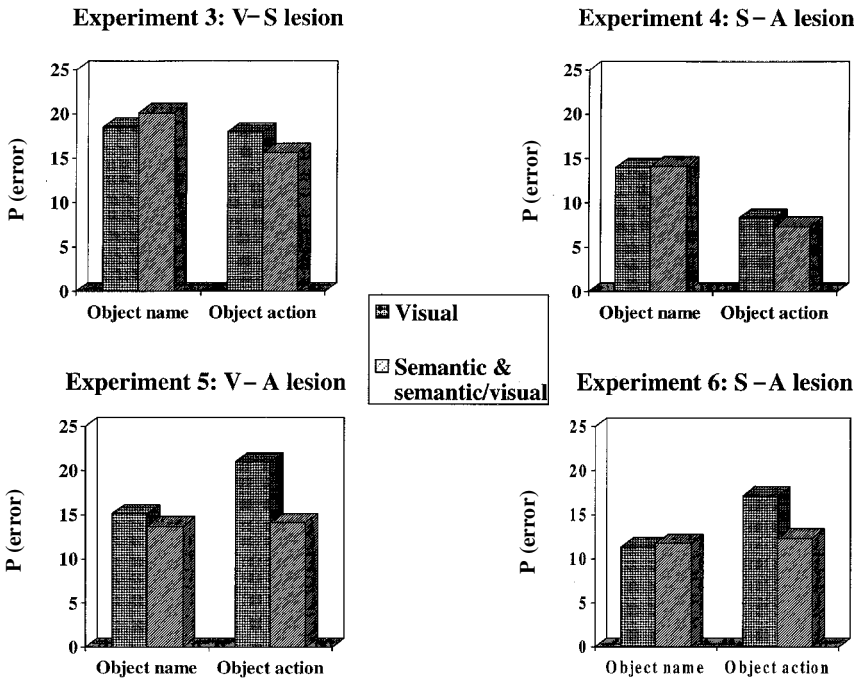 Experiment 3: V–S lesion
25
20
15
10
5
0
P (error)
Object name Object action
Experiment 4: S–A lesion
25
20
15
10
5
0
P (error)
Object name Object action
Visual
Semantic &
semantic/visual
Experiment 5: V–A lesion
25
20
15
10
5
0
P (error)
Object name Object action
Experiment 6: S–A lesion
25
20
15
10
5
0
P (error)
Object name Object action